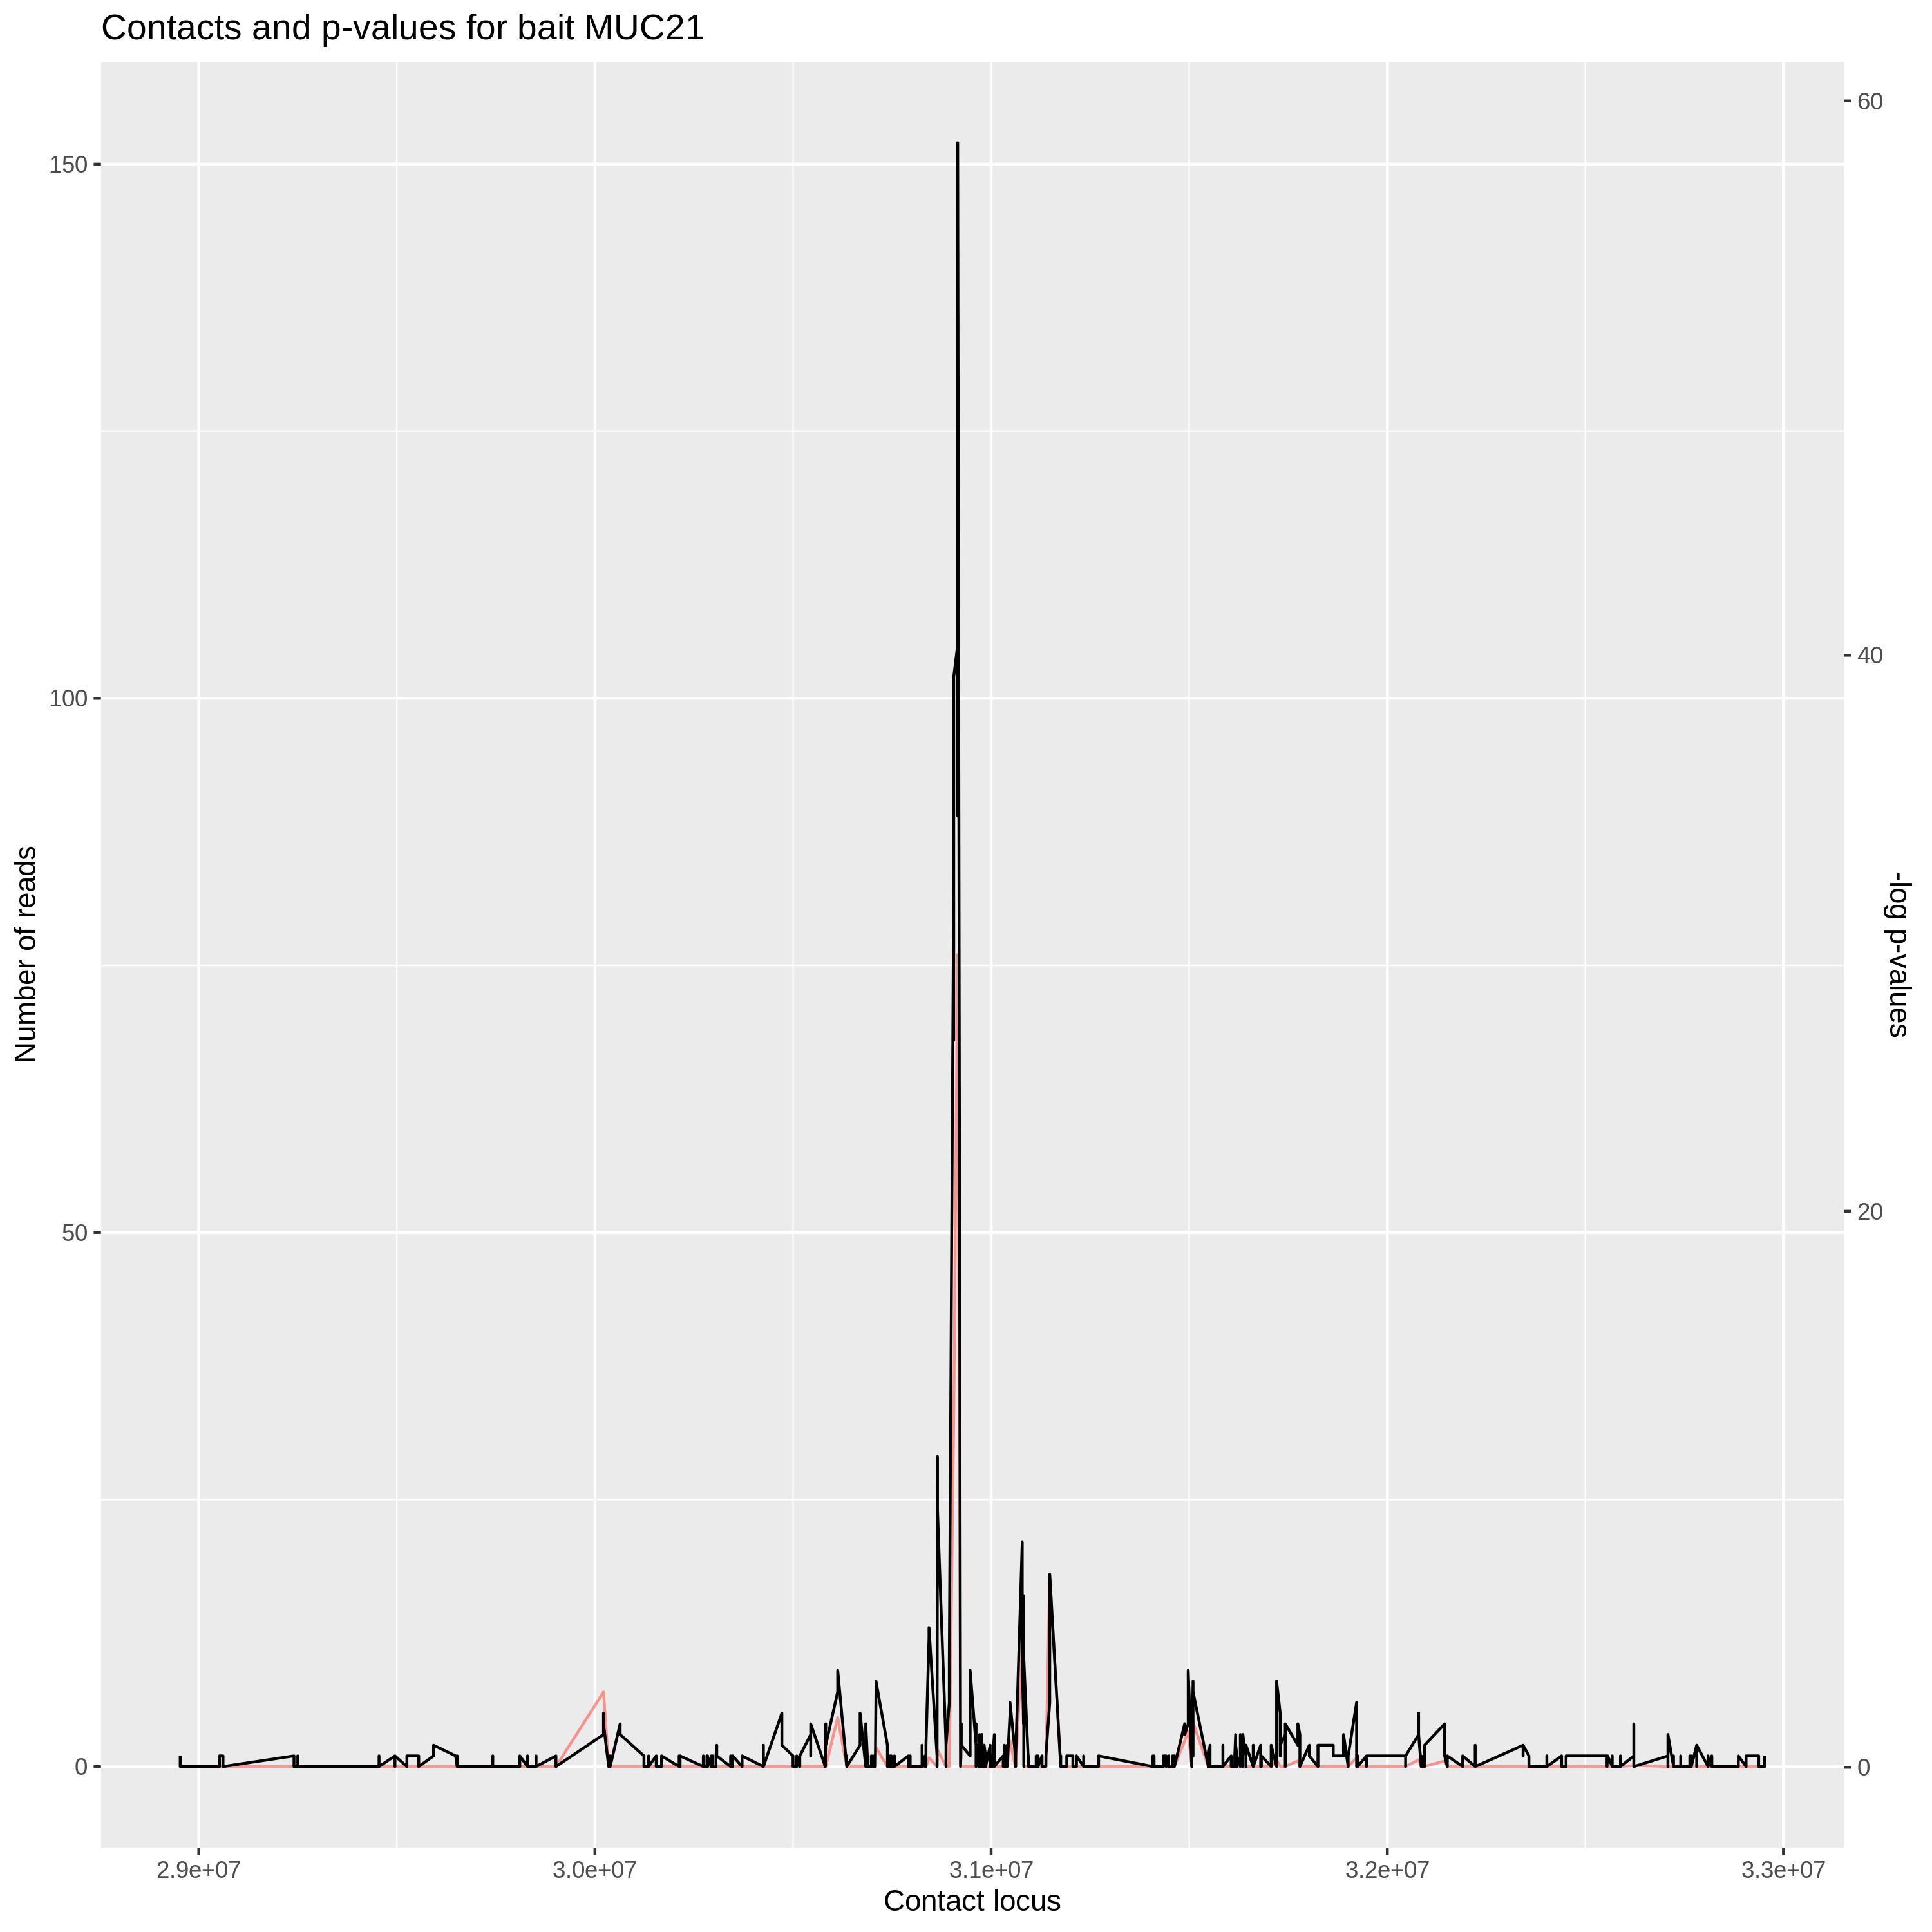 Contacts and p-values for bait MUC21
150
100
50
0
Number of reads
60
40
20
0
-log p-values
2.9e+07
3.0e+07
3.1e+07
3.2e+07
3.3e+07
Contact locus